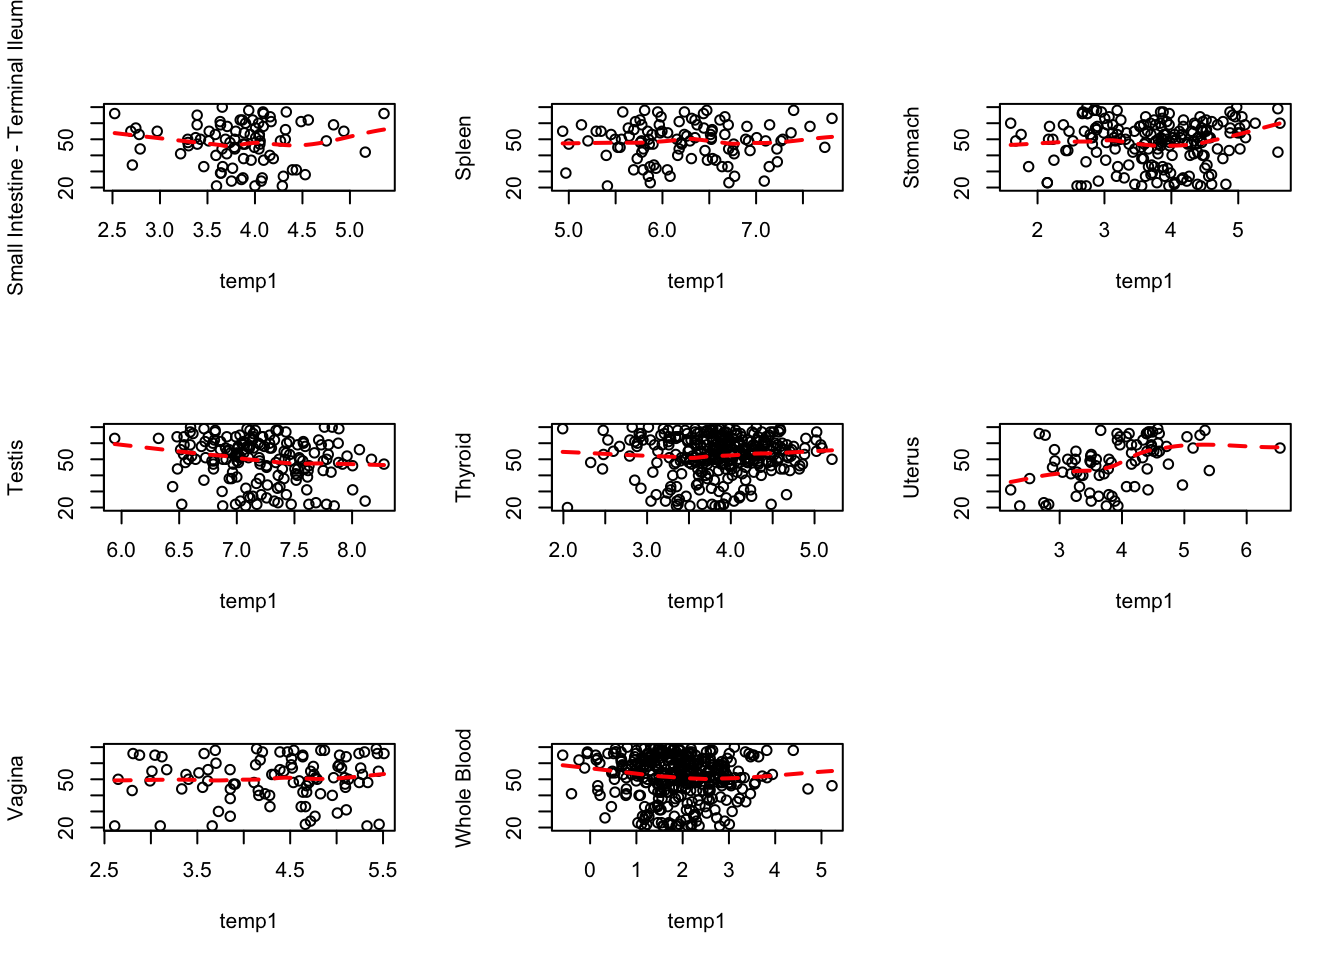 Small Intestine - Terminal Ileum
20 50
2.5 3.0 3.5 4.0 4.5 5.0
temp1
Spleen
20 50
5.0 6.0 7.0
temp1
Stomach
20 50
2 3 4 5
temp1
Testis
20 50
6.0 6.5 7.0 7.5 8.0
temp1
Thyroid
20 50
2.0 3.0 4.0 5.0
temp1
Uterus
20 50
3 4 5 6
temp1
Vagina
20 50
2.5 3.5 4.5 5.5
temp1
Whole Blood
20 50
0 1 2 3 4 5
temp1